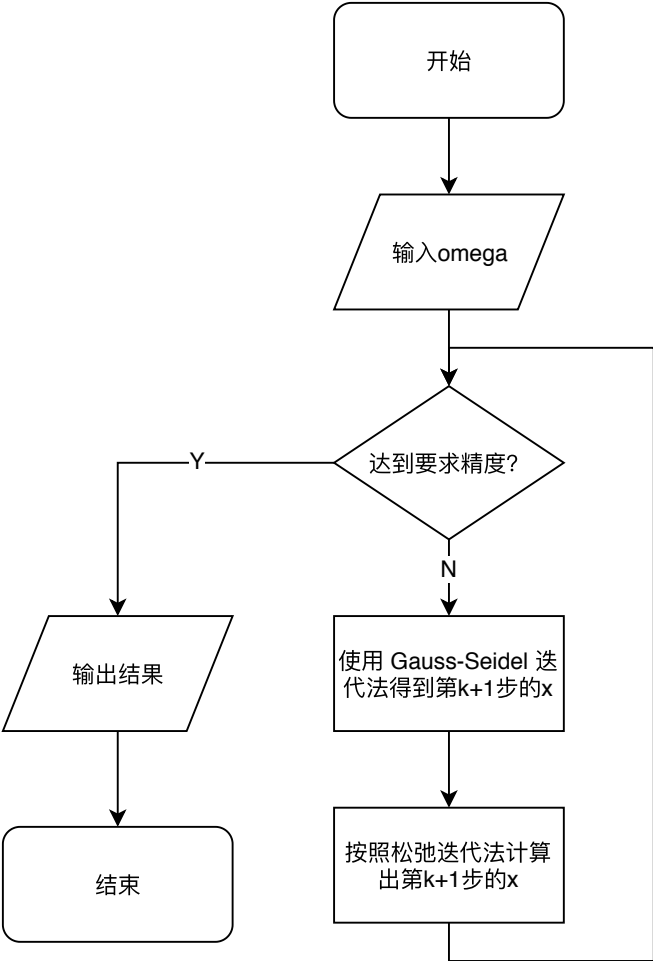 开始
输入omega
达到要求精度?
Y
N
输出结果
使用 Gauss-Seidel 迭
代法得到第k+1步的x
按照松弛迭代法计算
出第k+1步的x
结束